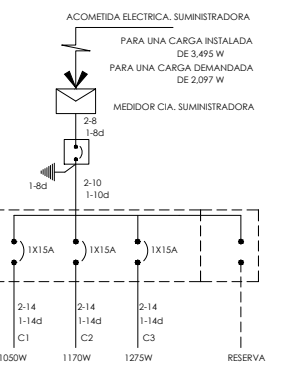 ACOMETIDA ELECTRICA. SUMINISTRADORA
PARA UNA CARGA INSTALADA
DE 3,495 W
PARA UNA CARGA DEMANDADA
DE 2,097 W
MEDIDOR CIA. SUMINISTRADORA
2-8
1-8d
1-8d
2-10
1-10d
1X15A 1X15A 1X15A
2-14 2-14 2-14
1-14d 1-14d 1-14d
C1 C2 C3
1050W 1170W 1275W RESERVA